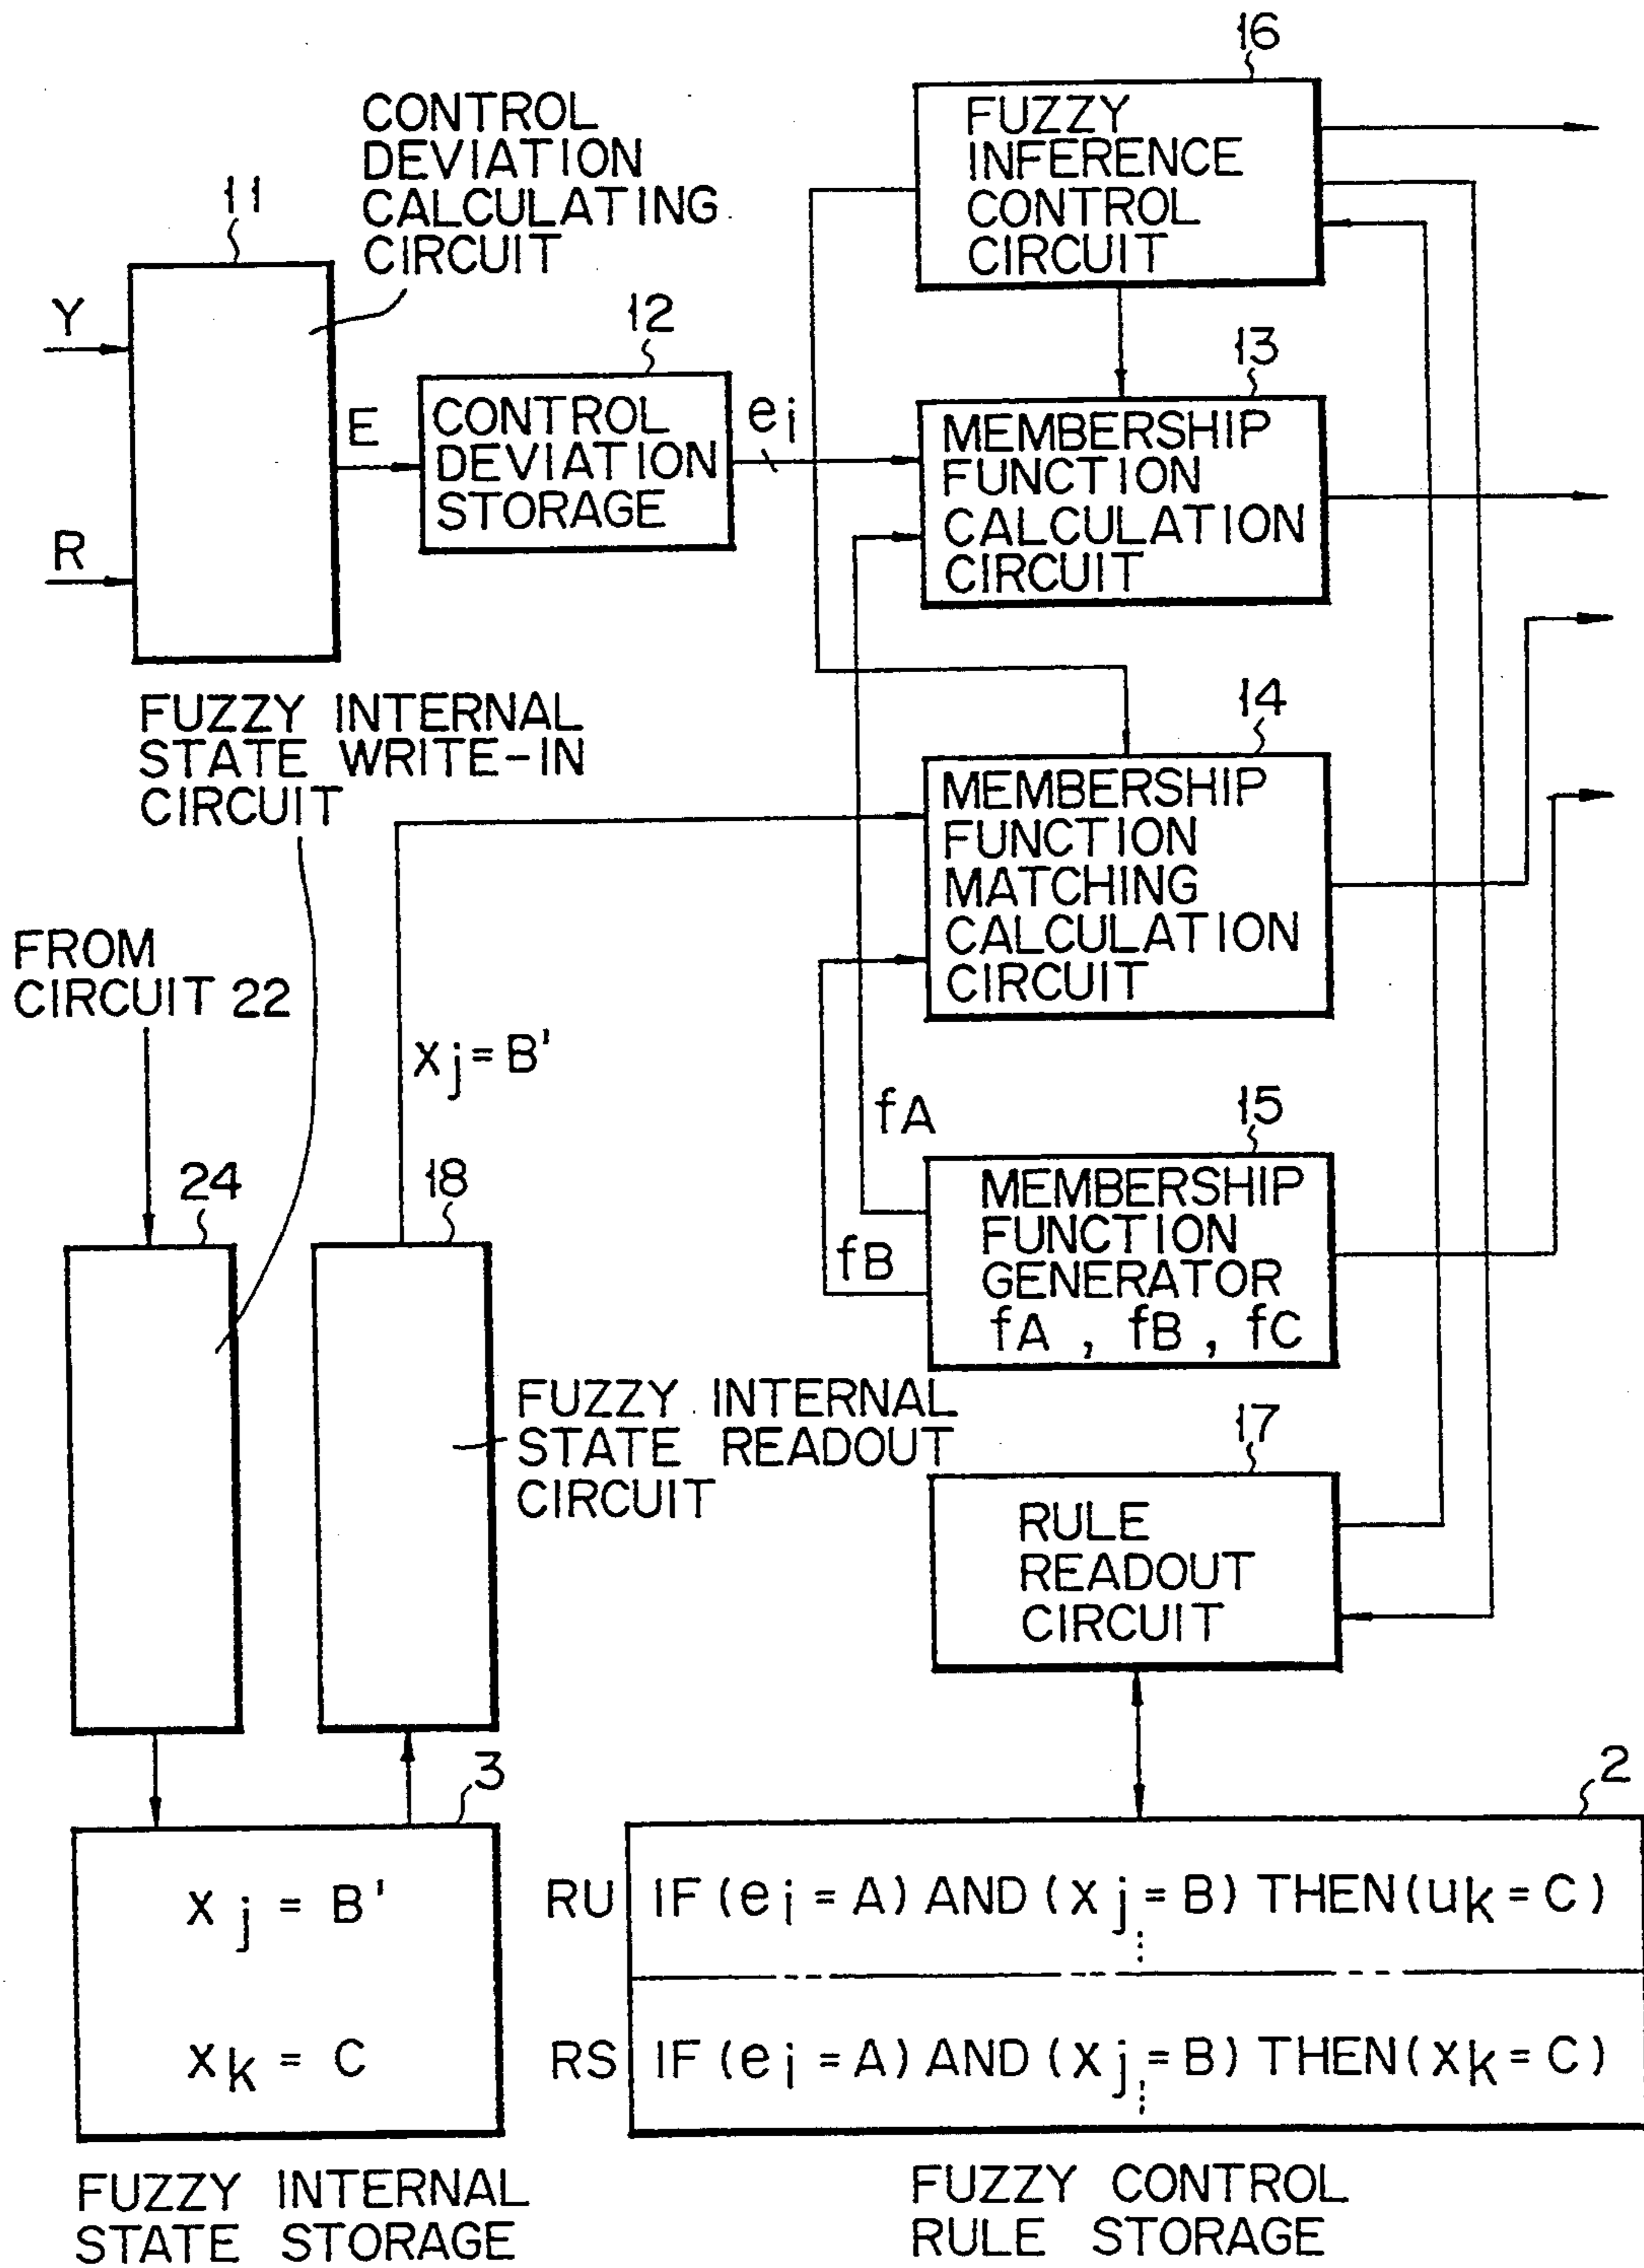 16
FUZZY
INFERENCE
CONTROL
CIRCUIT
CONTROL
DEVIATION
CALCULATING
CIRCUIT
11
Y
R
E
12
CONTROL
DEVIATION
STORAGE
ei
13
MEMBERSHIP
FUNCTION
CALCULATION
CIRCUIT
FUZZY INTERNAL
STATE WRITE-IN
CIRCUIT
14
MEMBERSHIP
FUNCTION
MATCHING
CALCULATION
CIRCUIT
FROM
CIRCUIT 22
xj = B'
fA
fB
15
MEMBERSHIP
FUNCTION
GENERATOR
fA , fB , fC
24
18
FUZZY INTERNAL
STATE READOUT
CIRCUIT
17
RULE
READOUT
CIRCUIT
3
xj = B'
xk = C
FUZZY INTERNAL
STATE STORAGE
2
RU IF (ei = A) AND (xj = B) THEN (uk = C)
RS IF (ei = A) AND (xj = B) THEN (xk = C)
FUZZY CONTROL
RULE STORAGE